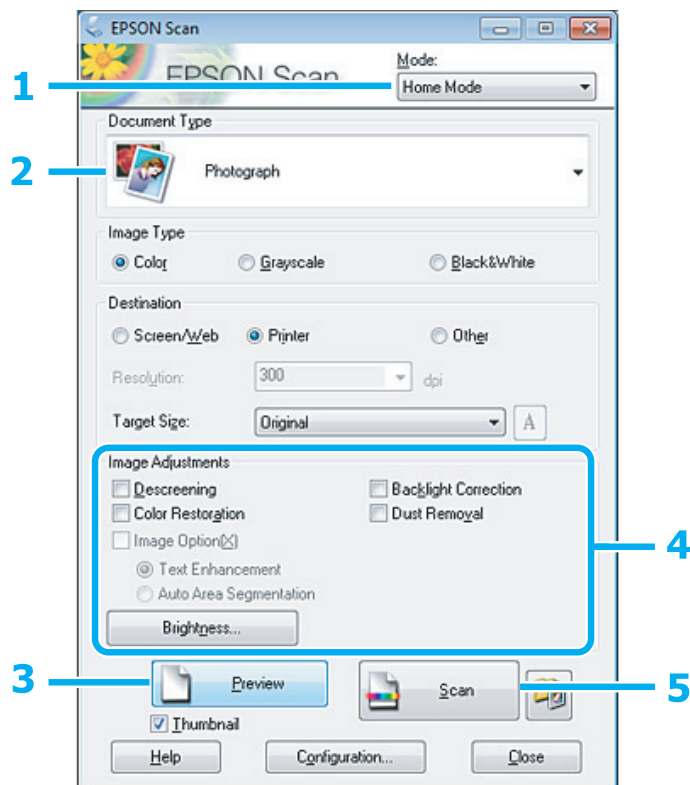 EPSON Scan
EPSON Scan
Mode:
1
Home Mode
Document Type
2
Photograph
Image Type
Color Grayscale Black&White
Destination
Screen/Web Printer Other
Resolution: 300 dpi
Target Size: Original A
Image Adjustments
Descreening Backlight Correction
Color Restoration Dust Removal
Image Option(X)
4
Text Enhancement
Auto Area Segmentation
Brightness...
3 Preview Scan 5
Thumbnail
Help Configuration... Close